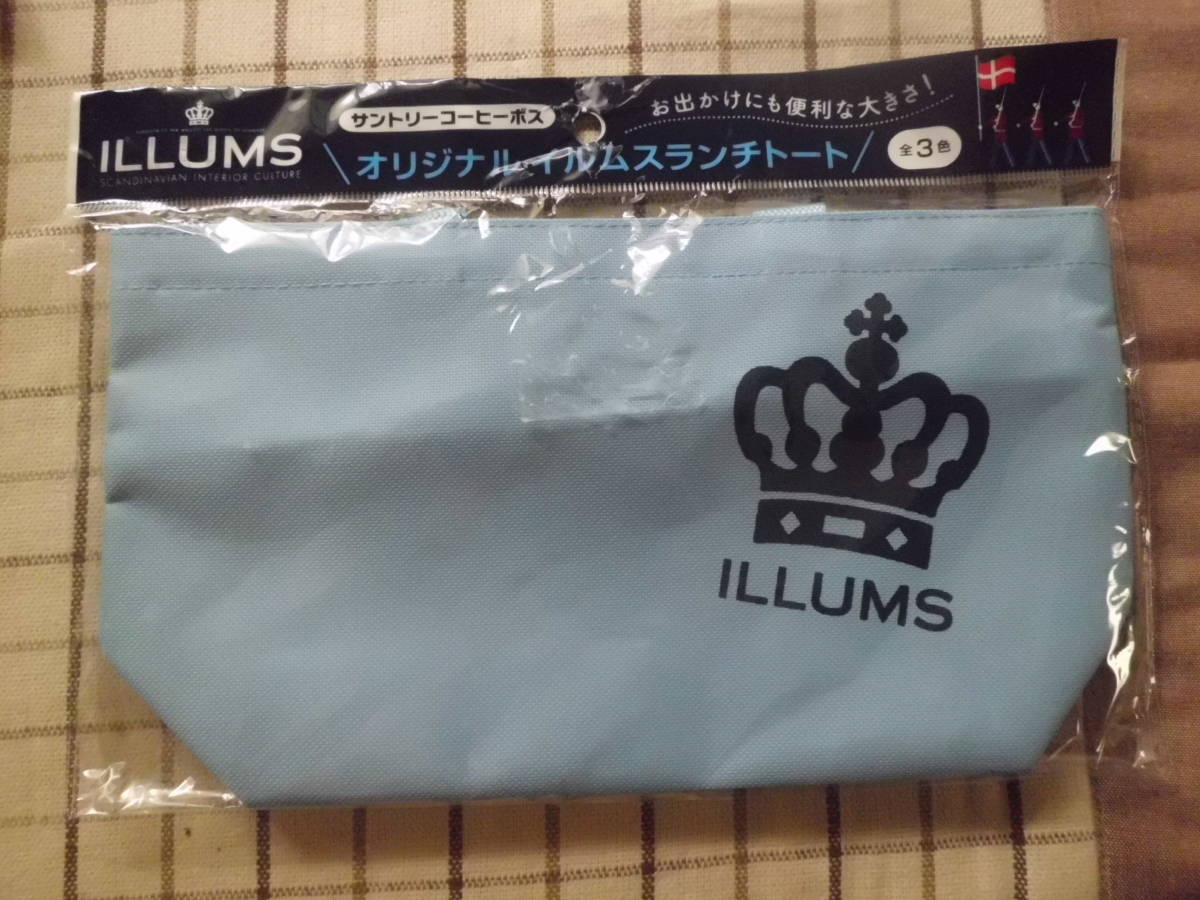 ILLUMS
SCANDINAVIAN INTERIOR CULTURE
サントリーコーヒーボス
オリジナル イルムスランチトート
お出かけにも便利な大きさ!
全3色
ILLUMS